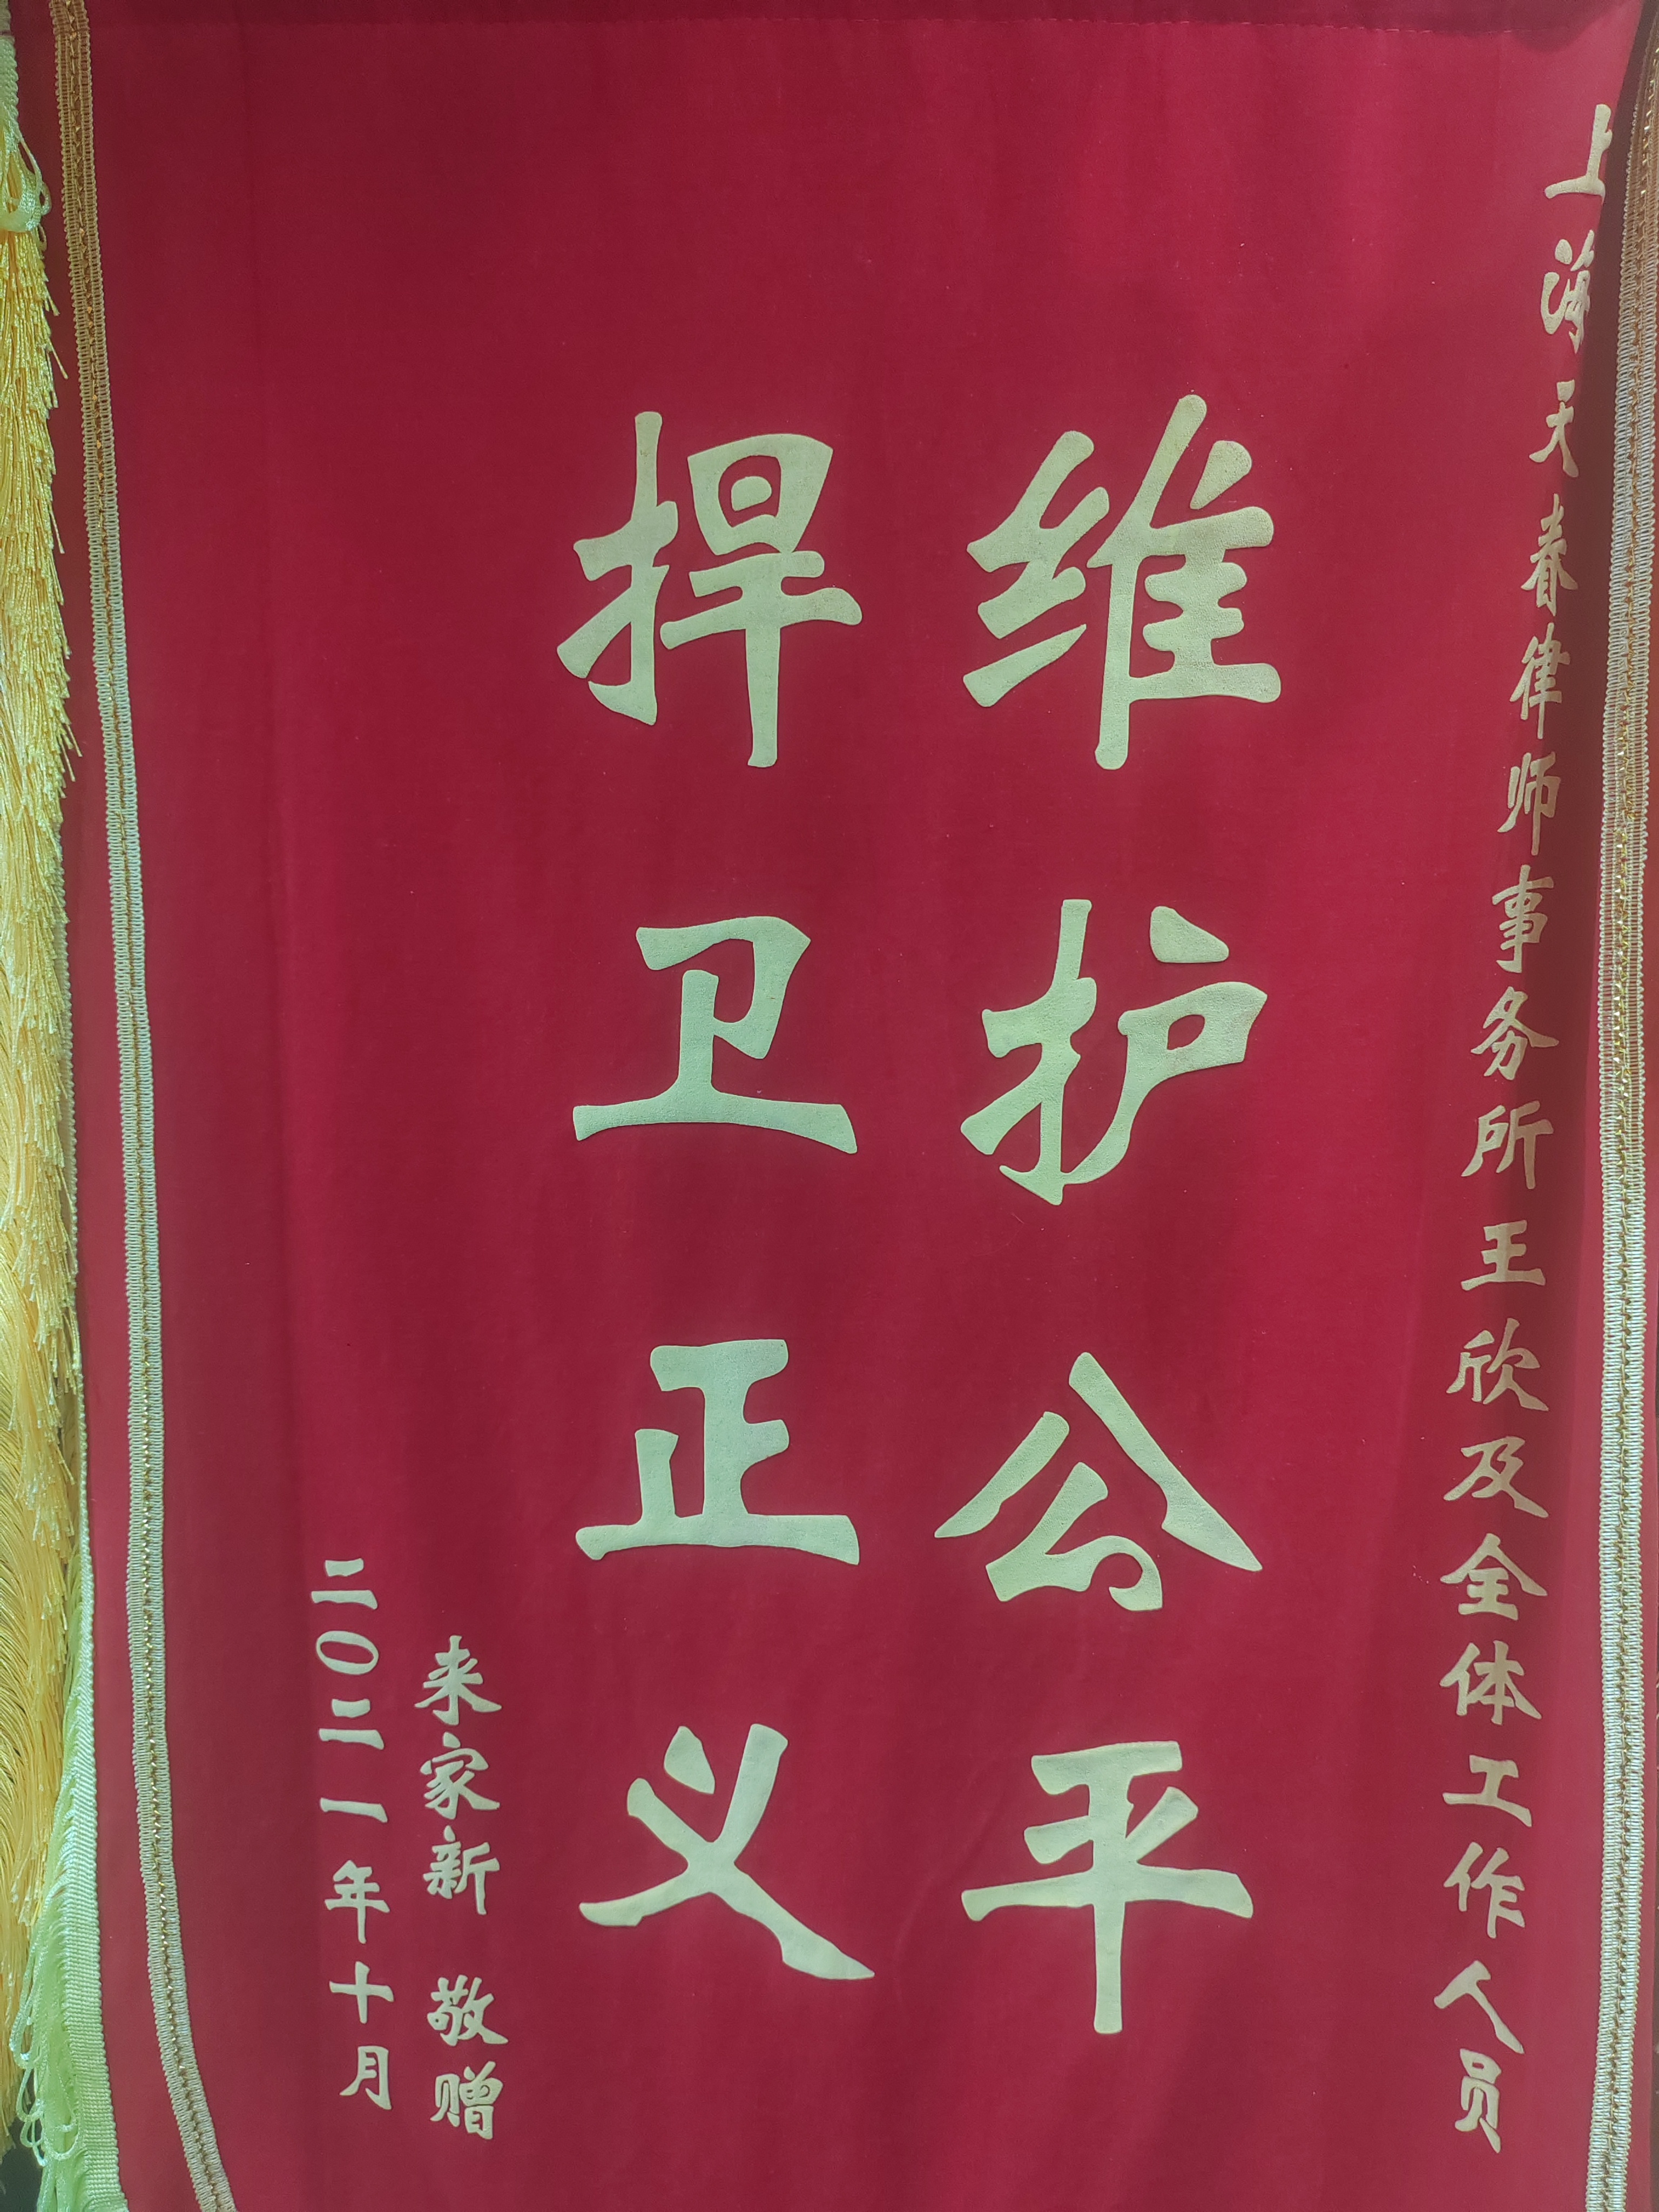 上海天春律师事务所王欣及全体工作人员
维护公平
捍卫正义
来家新 敬赠
二〇二一年十月